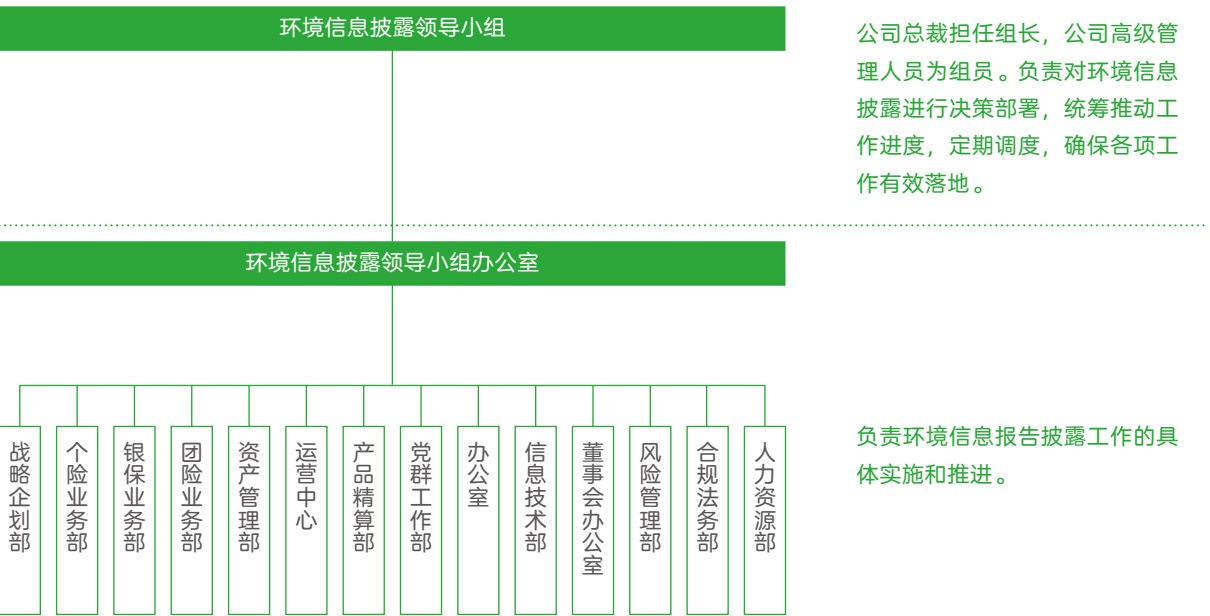 环境信息披露领导小组
公司总裁担任组长，公司高级管
理人员为组员。负责对环境信息
披露进行决策部署，统筹推动工
作进度，定期调度，确保各项工
作有效落地。
环境信息披露领导小组办公室
战略企划部
个险业务部
银保业务部
团险业务部
资产管理部
运营中心
产品精算部
党群工作部
办公室
信息技术部
董事会办公室
风险管理部
合规法务部
人力资源部
负责环境信息报告披露工作的具
体实施和推进。